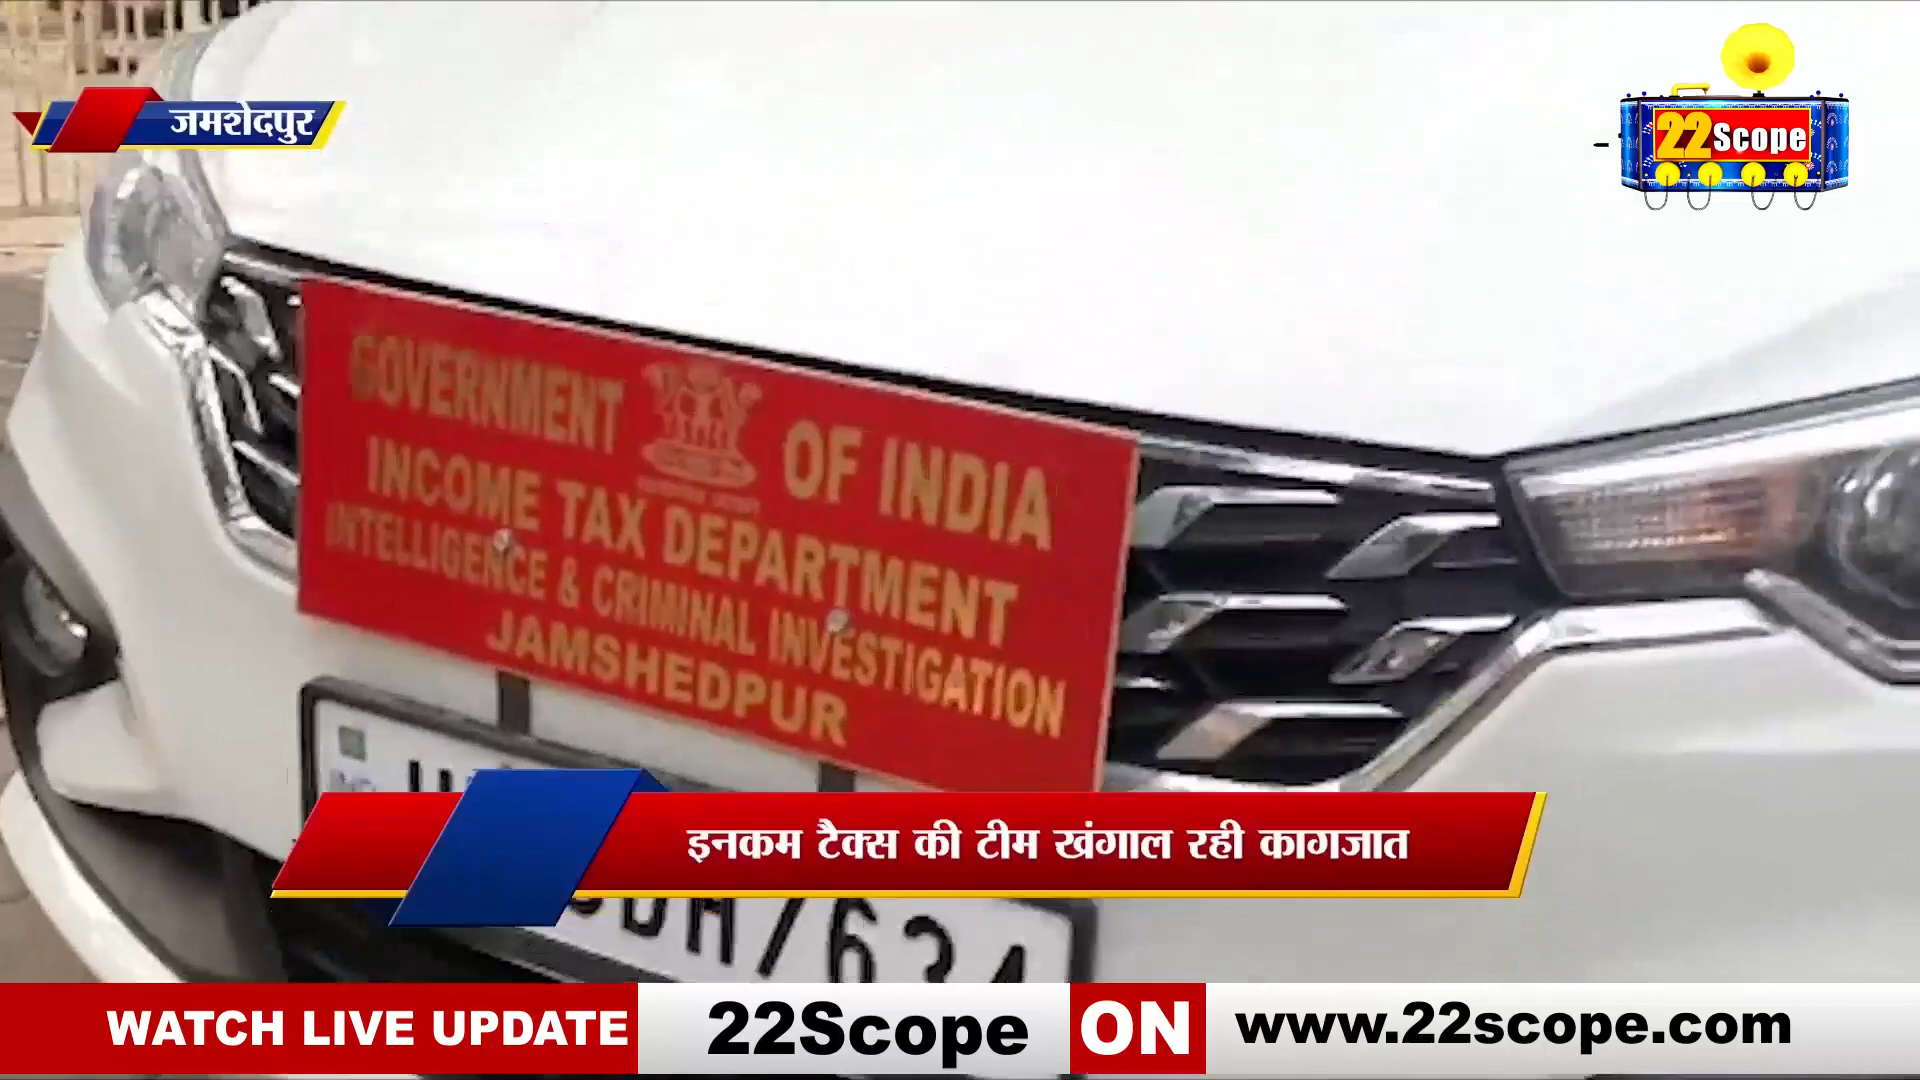 जमशेदपुर
22Scope
GOVERNMENT OF INDIA
INCOME TAX DEPARTMENT
INTELLIGENCE & CRIMINAL INVESTIGATION
JAMSHEDPUR
इनकम टैक्स की टीम खंगाल रही कागजात
WATCH LIVE UPDATE 22Scope ON www.22scope.com